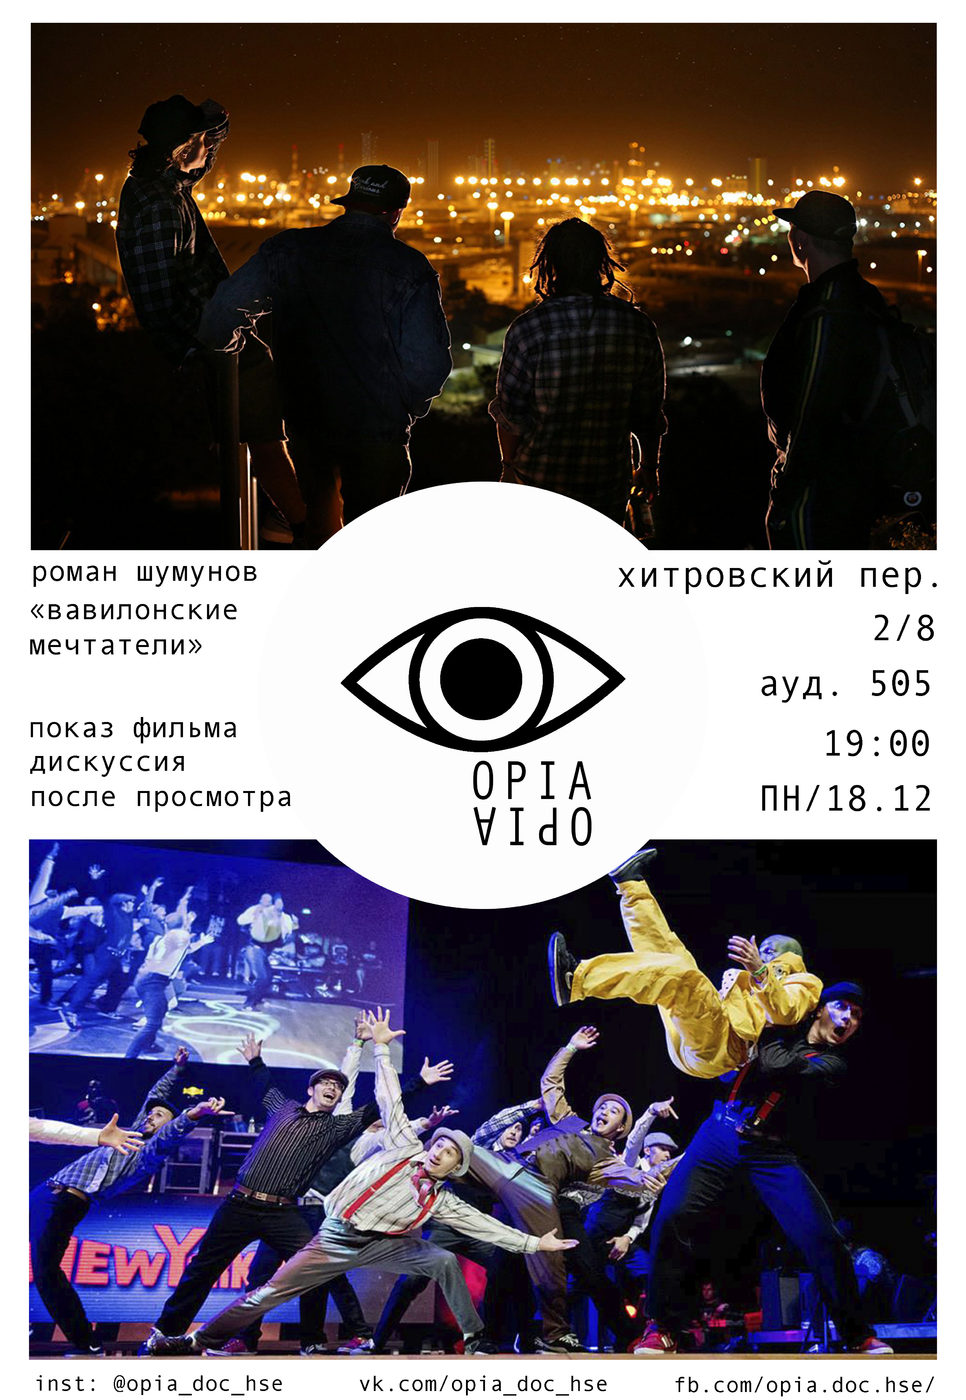 роман шумунов
«вавилонские
мечтатели»
показ фильма
дискуссия
после просмотра
хитровский пер.
2/8
ауд. 505
19:00
ПН/18.12
OPIA
OPIA
NEWYORK
inst: @opia_doc_hse
vk.com/opia_doc_hse
fb.com/opia.doc.hse/